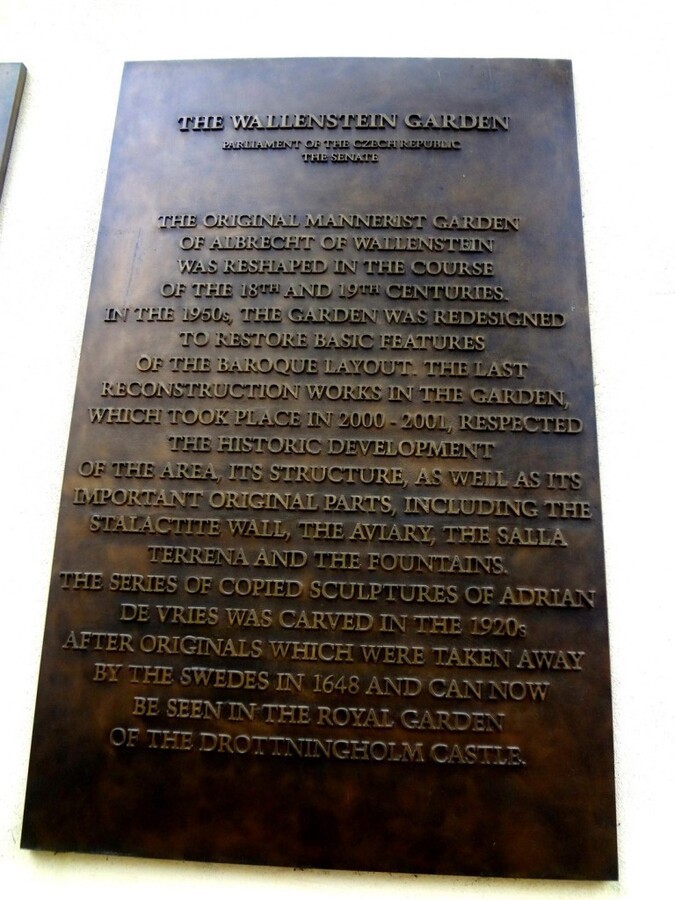 THE WALLENSTEIN GARDEN
PARLIAMENT OF THE CZECH REPUBLIC
THE SENATE
THE ORIGINAL MANNERIST GARDEN
OF ALBRECHT OF WALLENSTEIN
WAS RESHAPED IN THE COURSE
OF THE 18TH AND 19TH CENTURIES.
IN THE 1950s, THE GARDEN WAS REDESIGNED
TO RESTORE BASIC FEATURES
OF THE BAROQUE LAYOUT. THE LAST
RECONSTRUCTION WORKS IN THE GARDEN,
WHICH TOOK PLACE IN 2000 - 2001, RESPECTED
THE HISTORIC DEVELOPMENT
OF THE AREA, ITS STRUCTURE, AS WELL AS ITS
IMPORTANT ORIGINAL PARTS, INCLUDING THE
STALACTITE WALL, THE AVIARY, THE SALLA
TERRENA AND THE FOUNTAINS.
THE SERIES OF COPIED SCULPTURES OF ADRIAN
DE VRIES WAS CARVED IN THE 1920s
AFTER ORIGINALS WHICH WERE TAKEN AWAY
BY THE SWEDES IN 1648 AND CAN NOW
BE SEEN IN THE ROYAL GARDEN
OF THE DROTTNINGHOLM CASTLE.